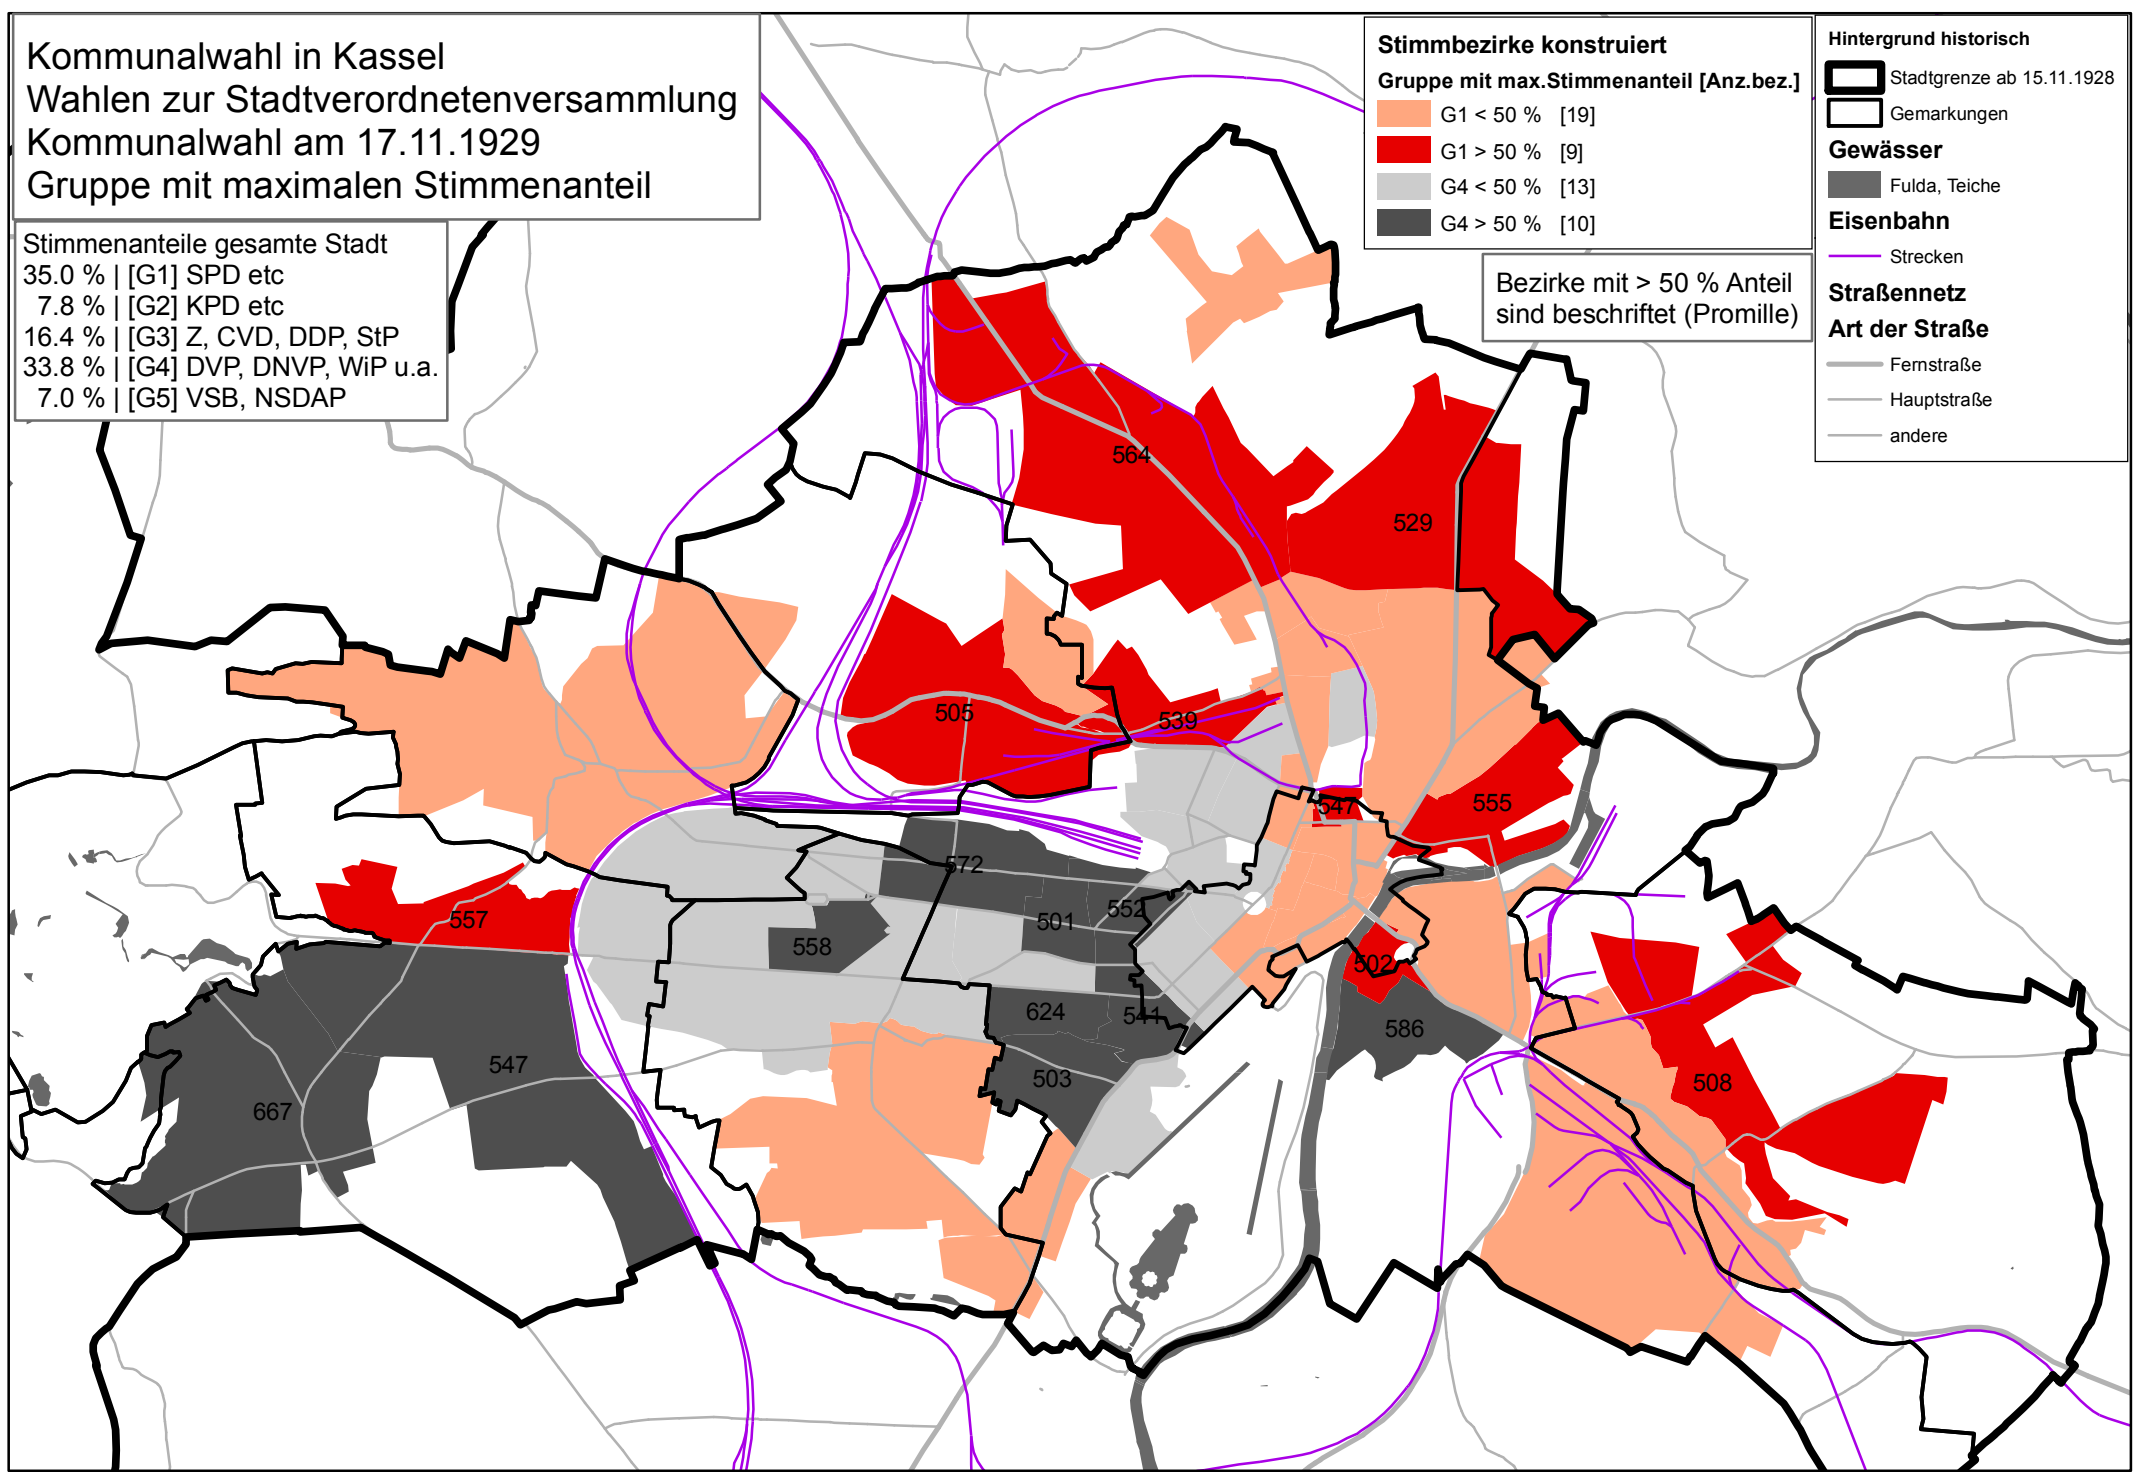 Kommunalwahl in Kassel
Wahlen zur Stadtverordnetenversammlung
Kommunalwahl am 17.11.1929
Gruppe mit maximalen Stimmenanteil
Stimmenanteile gesamte Stadt
35.0 % | [G1] SPD etc
7.8 % | [G2] KPD etc
16.4 % | [G3] Z, CVD, DDP, StP
33.8 % | [G4] DVP, DNVP, WiP u.a.
7.0 % | [G5] VSB, NSDAP
Stimmbezirke konstruiert
Gruppe mit max.Stimmenanteil [Anz.bez.]
G1 < 50 % [19]
G1 > 50 % [9]
G4 < 50 % [13]
G4 > 50 % [10]
Bezirke mit > 50 % Anteil
sind beschriftet (Promille)
Hintergrund historisch
Stadtgrenze ab 15.11.1928
Gemarkungen
Gewässer
Fulda, Teiche
Eisenbahn
Strecken
Straßennetz
Art der Straße
Fernstraße
Hauptstraße
andere
564
529
505
539
547
555
572
557
501
552
558
502
624
541
586
547
503
508
667